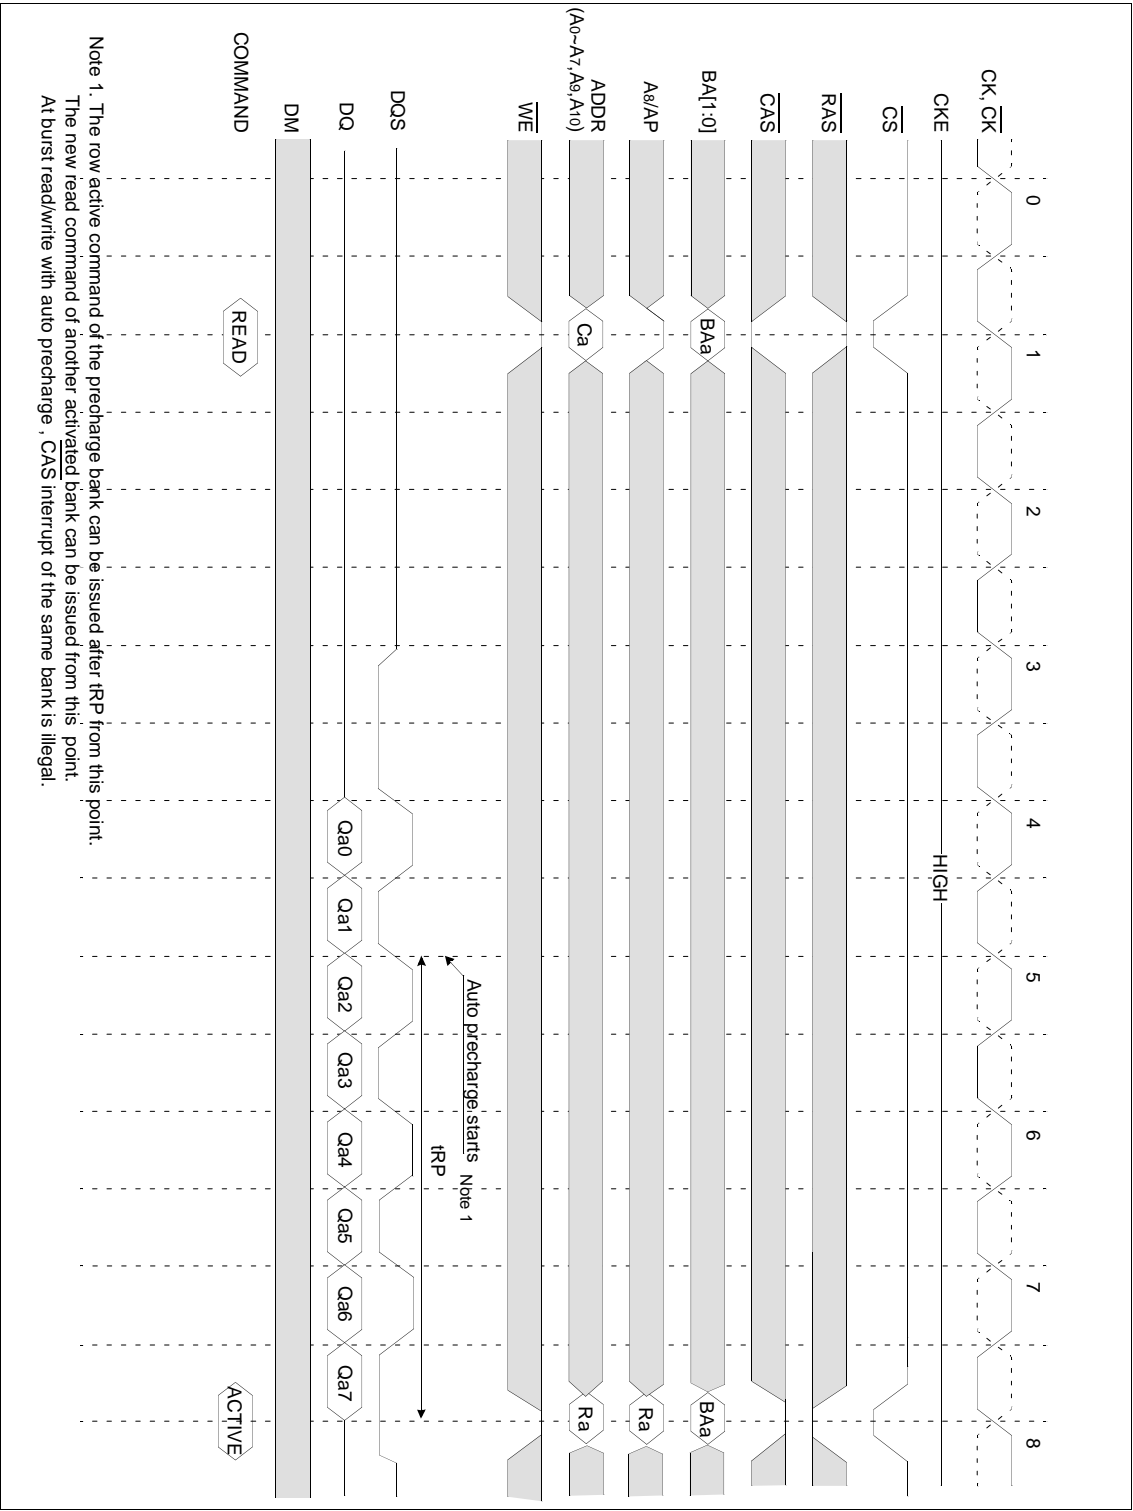 0 1 2 3 4 5 6 7 8
CK, CK
CKE HIGH
CS
RAS
CAS
BA[1:0] BAa BAa
A8/AP Ra
ADDR
(A0~A7,A9,A10) Ca Ra
WE
Auto precharge starts Note 1
tRP
DQS
DQ Qa0 Qa1 Qa2 Qa3 Qa4 Qa5 Qa6 Qa7
DM
COMMAND READ ACTIVE
Note 1. The row active command of the precharge bank can be issued after tRP from this point.
The new read command of another activated bank can be issued from this point.
At burst read/write with auto precharge , CAS interrupt of the same bank is illegal.